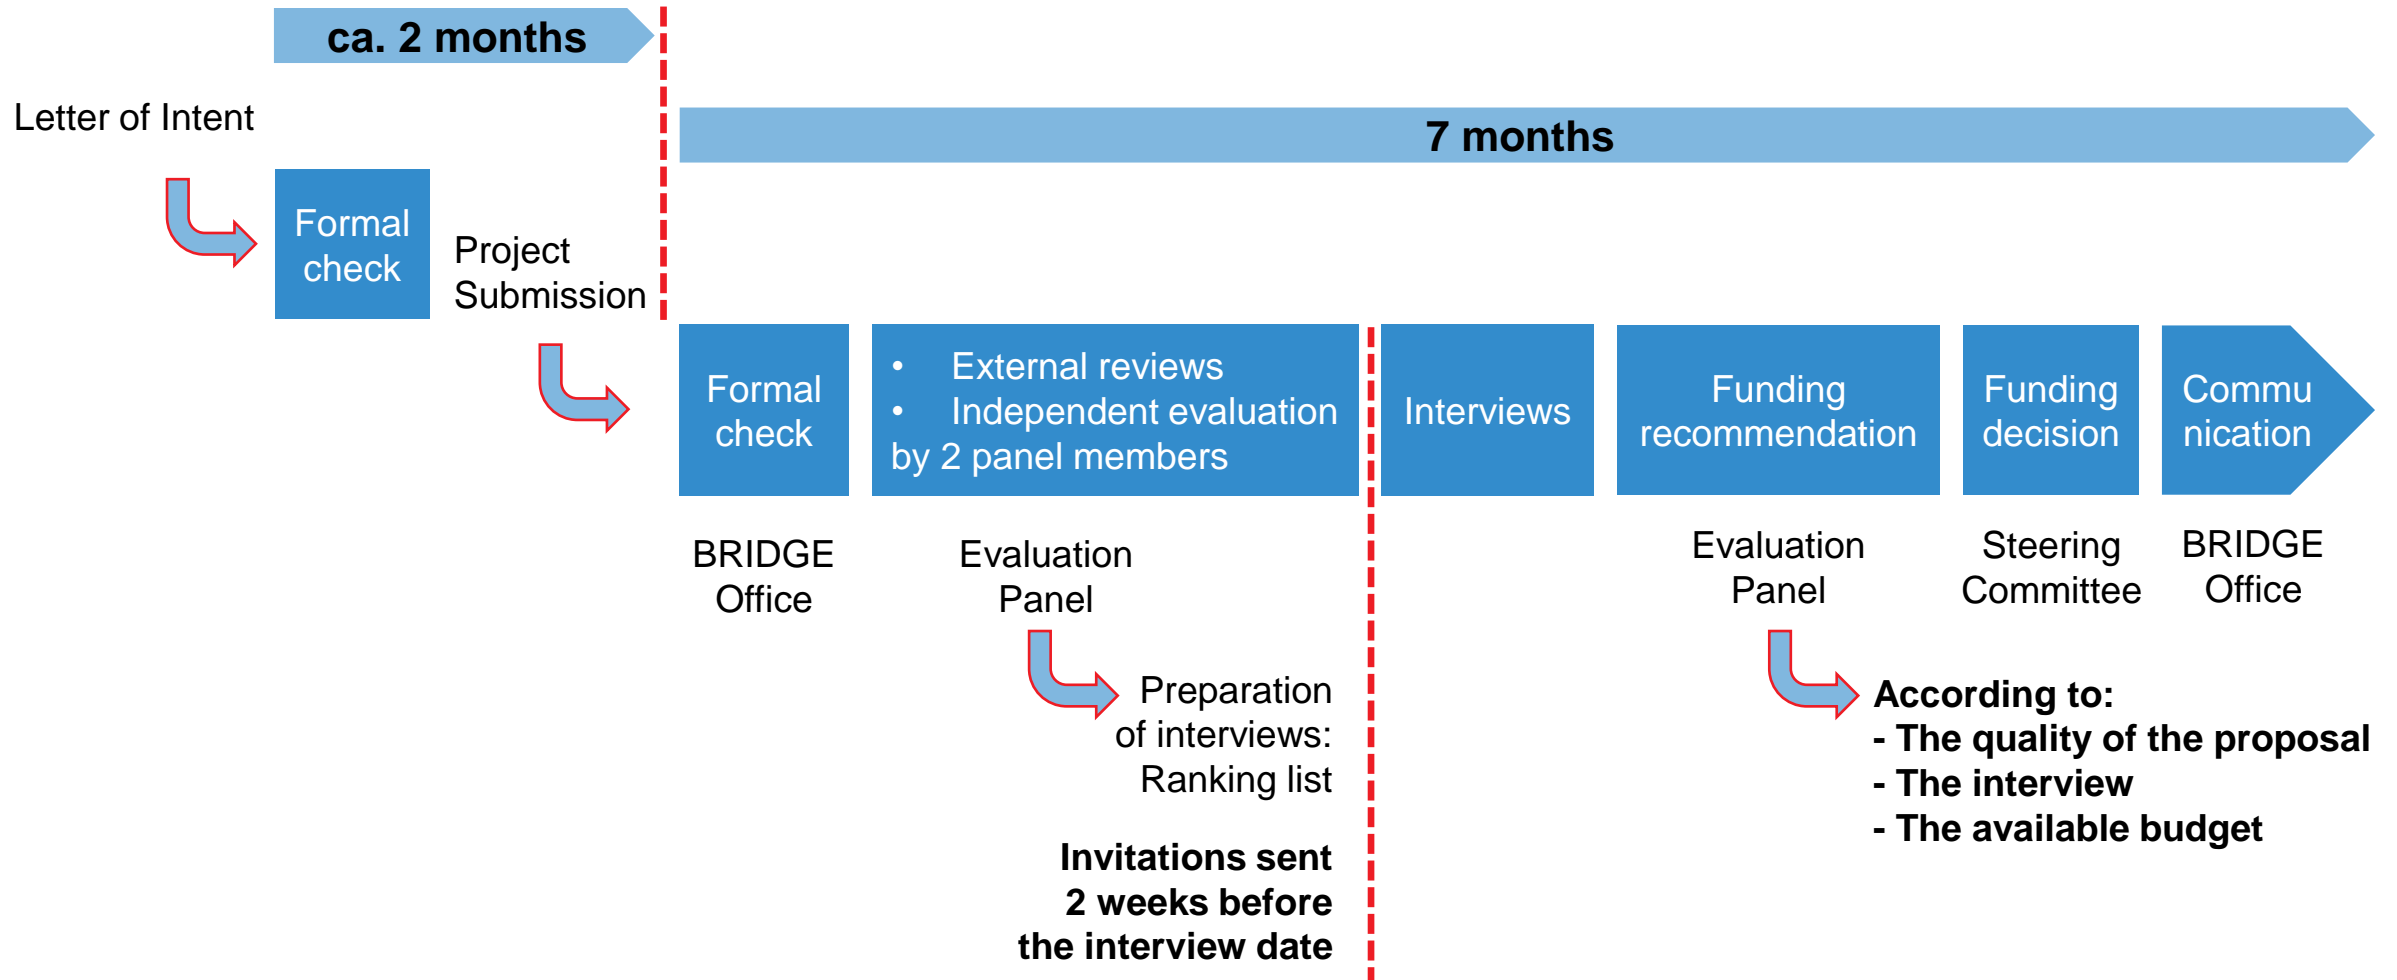 ca. 2 months
Letter of Intent
7 months
Formal
check
Project
Submission
Formal
check
• External reviews
• Independent evaluation
by 2 panel members
Interviews
Funding
recommendation
Funding
decision
Commu
nication
BRIDGE
Office
Evaluation
Panel
Evaluation
Panel
Steering
Committee
BRIDGE
Office
Preparation
of interviews:
Ranking list
Invitations sent
2 weeks before
the interview date
According to:
- The quality of the proposal
- The interview
- The available budget